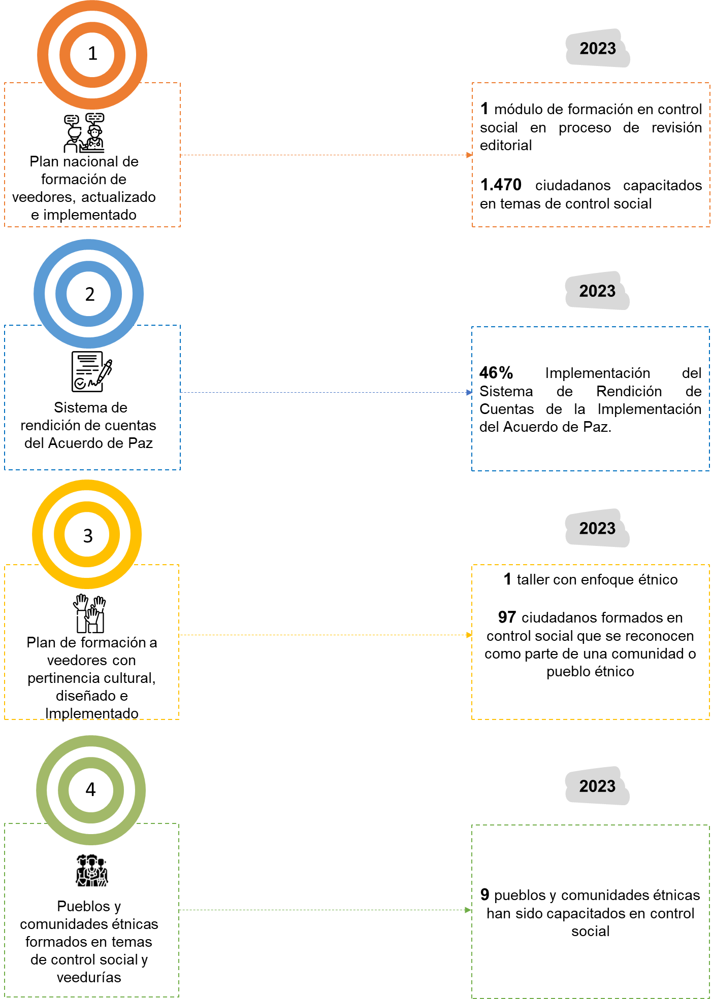 1
Plan nacional de
formación de
veedores, actualizado
e implementado
2023
1 módulo de formación en control
social en proceso de revisión
editorial
1.470 ciudadanos capacitados
en temas de control social
2
Sistema de
rendición de cuentas
del Acuerdo de Paz
2023
46% Implementación del
Sistema de Rendición de
Cuentas de la Implementación
del Acuerdo de Paz.
3
Plan de formación a
veedores con
pertinencia cultural,
diseñado e
Implementado
2023
1 taller con enfoque étnico
97 ciudadanos formados en
control social que se reconocen
como parte de una comunidad o
pueblo étnico
4
Pueblos y
comunidades étnicas
formados en temas
de control social y
veedurías
2023
9 pueblos y comunidades étnicas
han sido capacitados en control
social